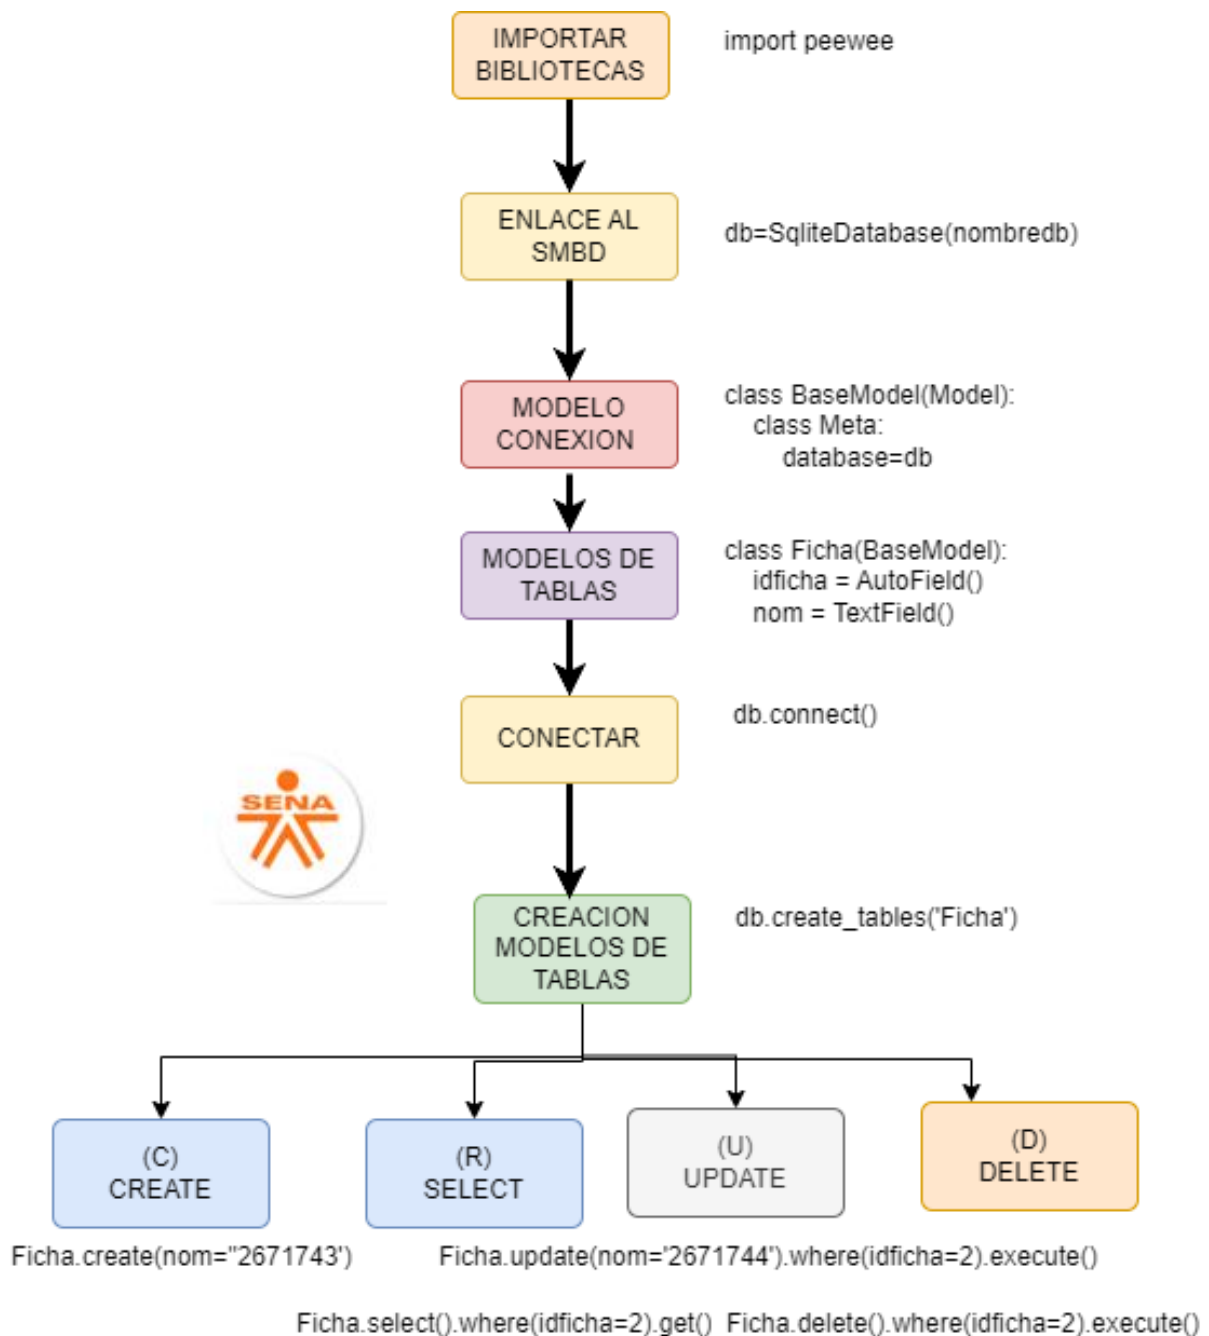 IMPORTAR
BIBLIOTECAS
import peewee
ENLACE AL
SMBD
db=SqliteDatabase(nombredb)
MODELO
CONEXION
class BaseModel(Model):
class Meta:
database=db
MODELOS DE
TABLAS
class Ficha(BaseModel):
idficha = AutoField()
nom = TextField()
CONECTAR
db.connect()
SENA
CREACION
MODELOS DE
TABLAS
db.create_tables('Ficha')
(C)
CREATE
(R)
SELECT
(U)
UPDATE
(D)
DELETE
Ficha.create(nom="2671743')
Ficha.update(nom='2671744').where(idficha=2).execute()
Ficha.select().where(idficha=2).get()
Ficha.delete().where(idficha=2).execute()